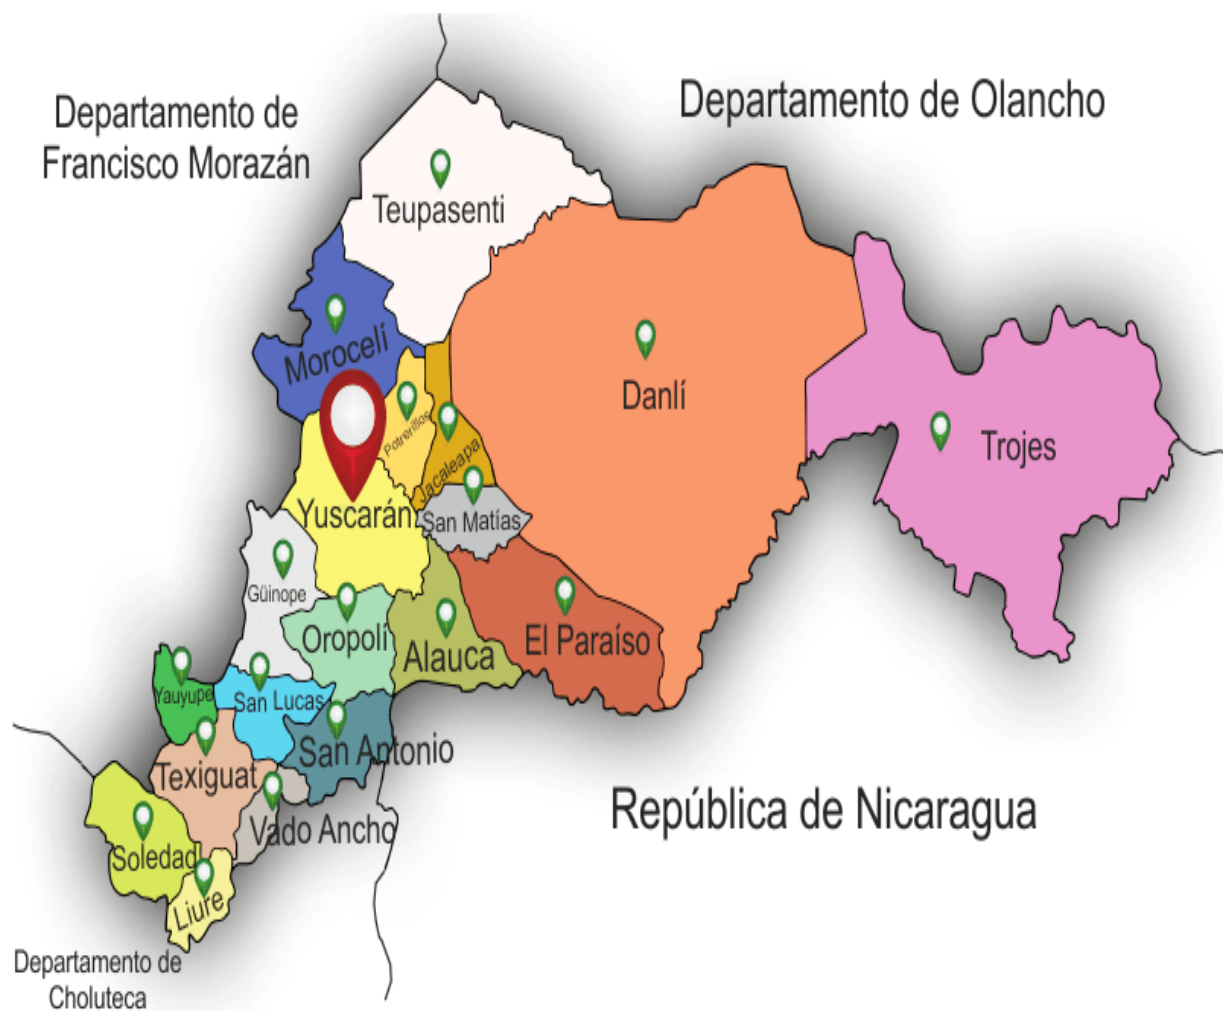 Departamento de
Francisco Morazán
Departamento de Olancho
Teupasenti
Morocelí
Potrerillos
Jacaleapa
Danlí
Trojes
Yuscarán
San Matías
Güinope
Oropolí
Alauca
El Paraíso
Yauyupe
San Lucas
San Antonio
Texiguat
Vado Ancho
República de Nicaragua
Soledad
Liure
Departamento de
Choluteca